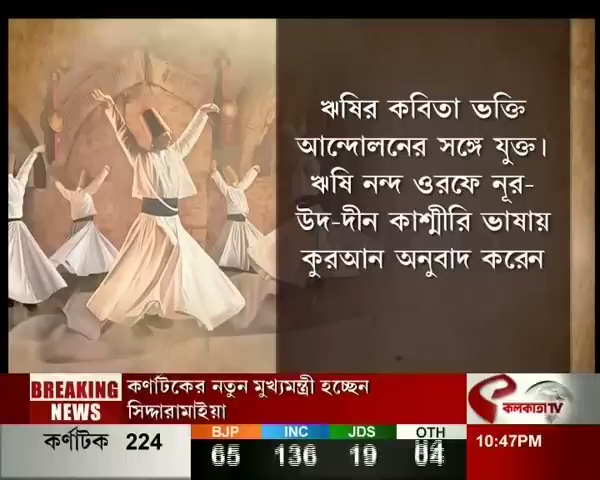 ঋষির কবিতা ভক্তি
আন্দোলনের সঙ্গে যুক্ত।
ঋষি নন্দ ওরফে নূর-
উদ-দীন কাশ্মীরি ভাষায়
কুরআন অনুবাদ করেন
BREAKING
NEWS
কর্ণাটকের নতুন মুখ্যমন্ত্রী হচ্ছেন
সিদ্দারামাইয়া
কলকাতা TV
কর্ণাটক 224
BJP INC JDS OTH
65 136 19 04
10:47PM